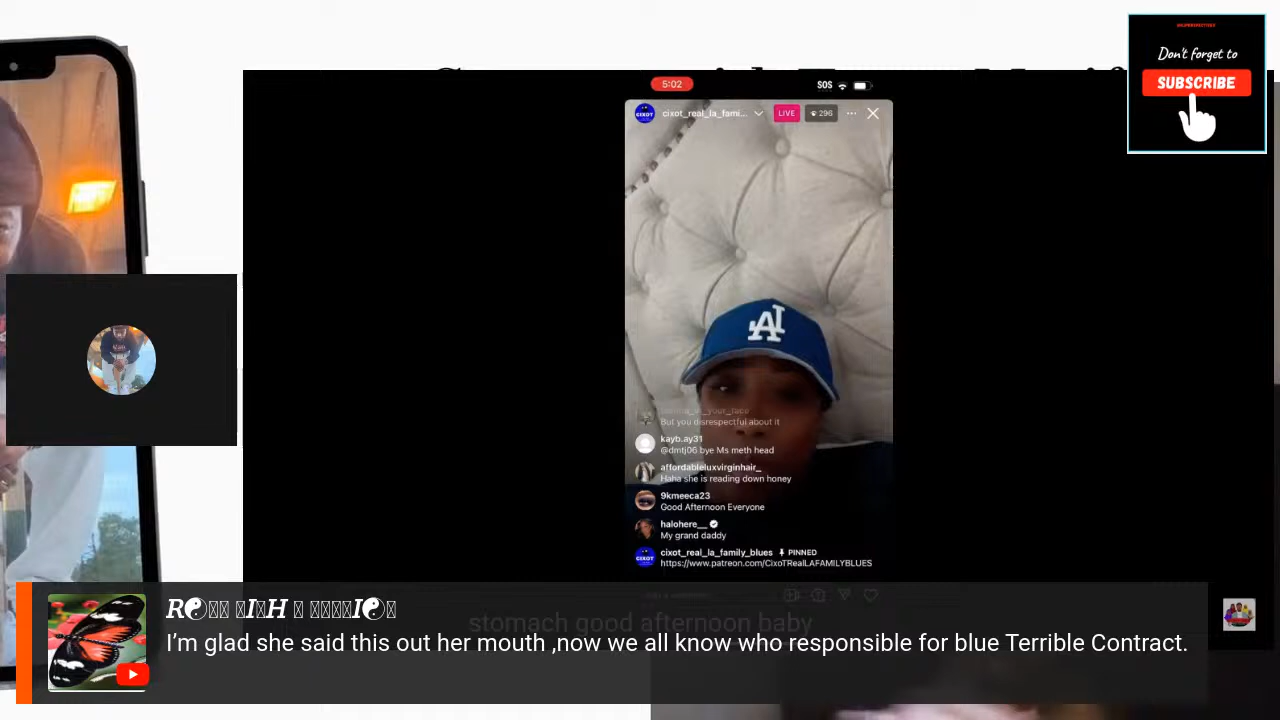 Don't forget to
SUBSCRIBE
5:02
SOS
cixot_real_la_fami...
LIVE
296
CIXOT
LA
But you disrespectful about it
kayb.ay31
@dmtj06 bye Ms meth head
affordableluxvirginhair_
Haha she is reading down honey
9kmeeca23
Good Afternoon Everyone
halohere__
My grand daddy
CIXOT
cixot_real_la_family_blues PINNED
https://www.patreon.com/CixoTRealLAFAMILYBLUES
stomach good afternoon baby
I'm glad she said this out her mouth ,now we all know who responsible for blue Terrible Contract.